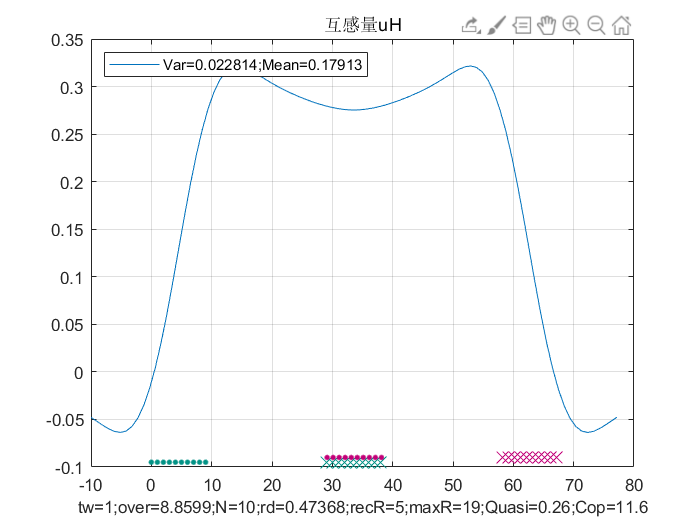 互感量uH
Var=0.022814;Mean=0.17913
0.35
0.3
0.25
0.2
0.15
0.1
0.05
0
-0.05
-0.1
-10 0 10 20 30 40 50 60 70 80
tw=1;over=8.8599;N=10;rd=0.47368;recR=5;maxR=19;Quasi=0.26;Cop=11.6